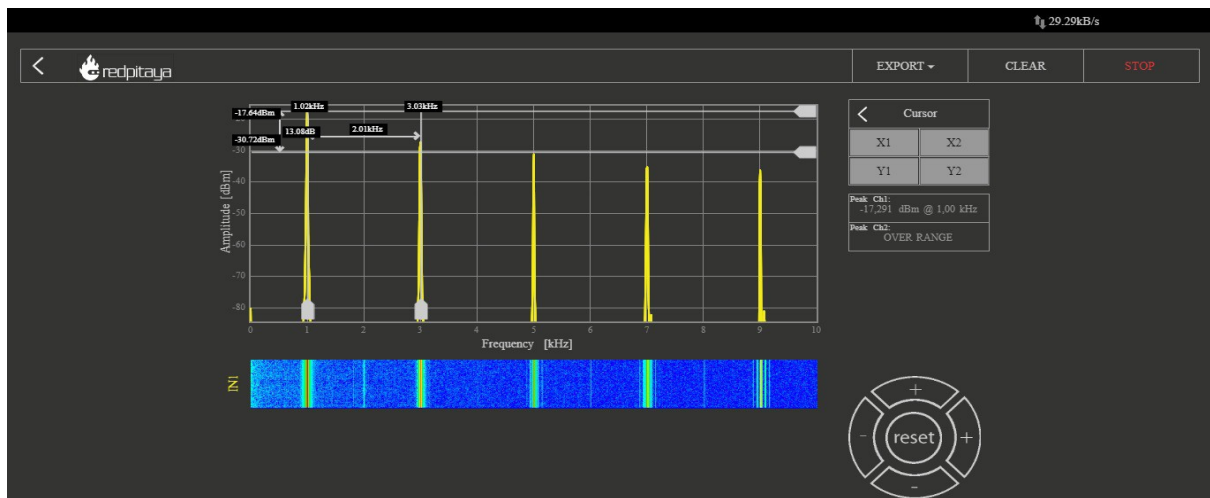 29.29kB/s
redpitaya
EXPORT
CLEAR
STOP
1.02kHz
3.03kHz
-17.64dBm
13.08dB
2.01kHz
-30.72dBm
-30
-40
-50
-60
-70
-80
Amplitude [dBm]
0 1 2 3 4 5 6 7 8 9 10
Frequency [kHz]
IN1
Cursor
X1 X2
Y1 Y2
Peak Ch1:
-17,291 dBm @ 1,00 kHz
Peak Ch2:
OVER RANGE
+
- reset +
-